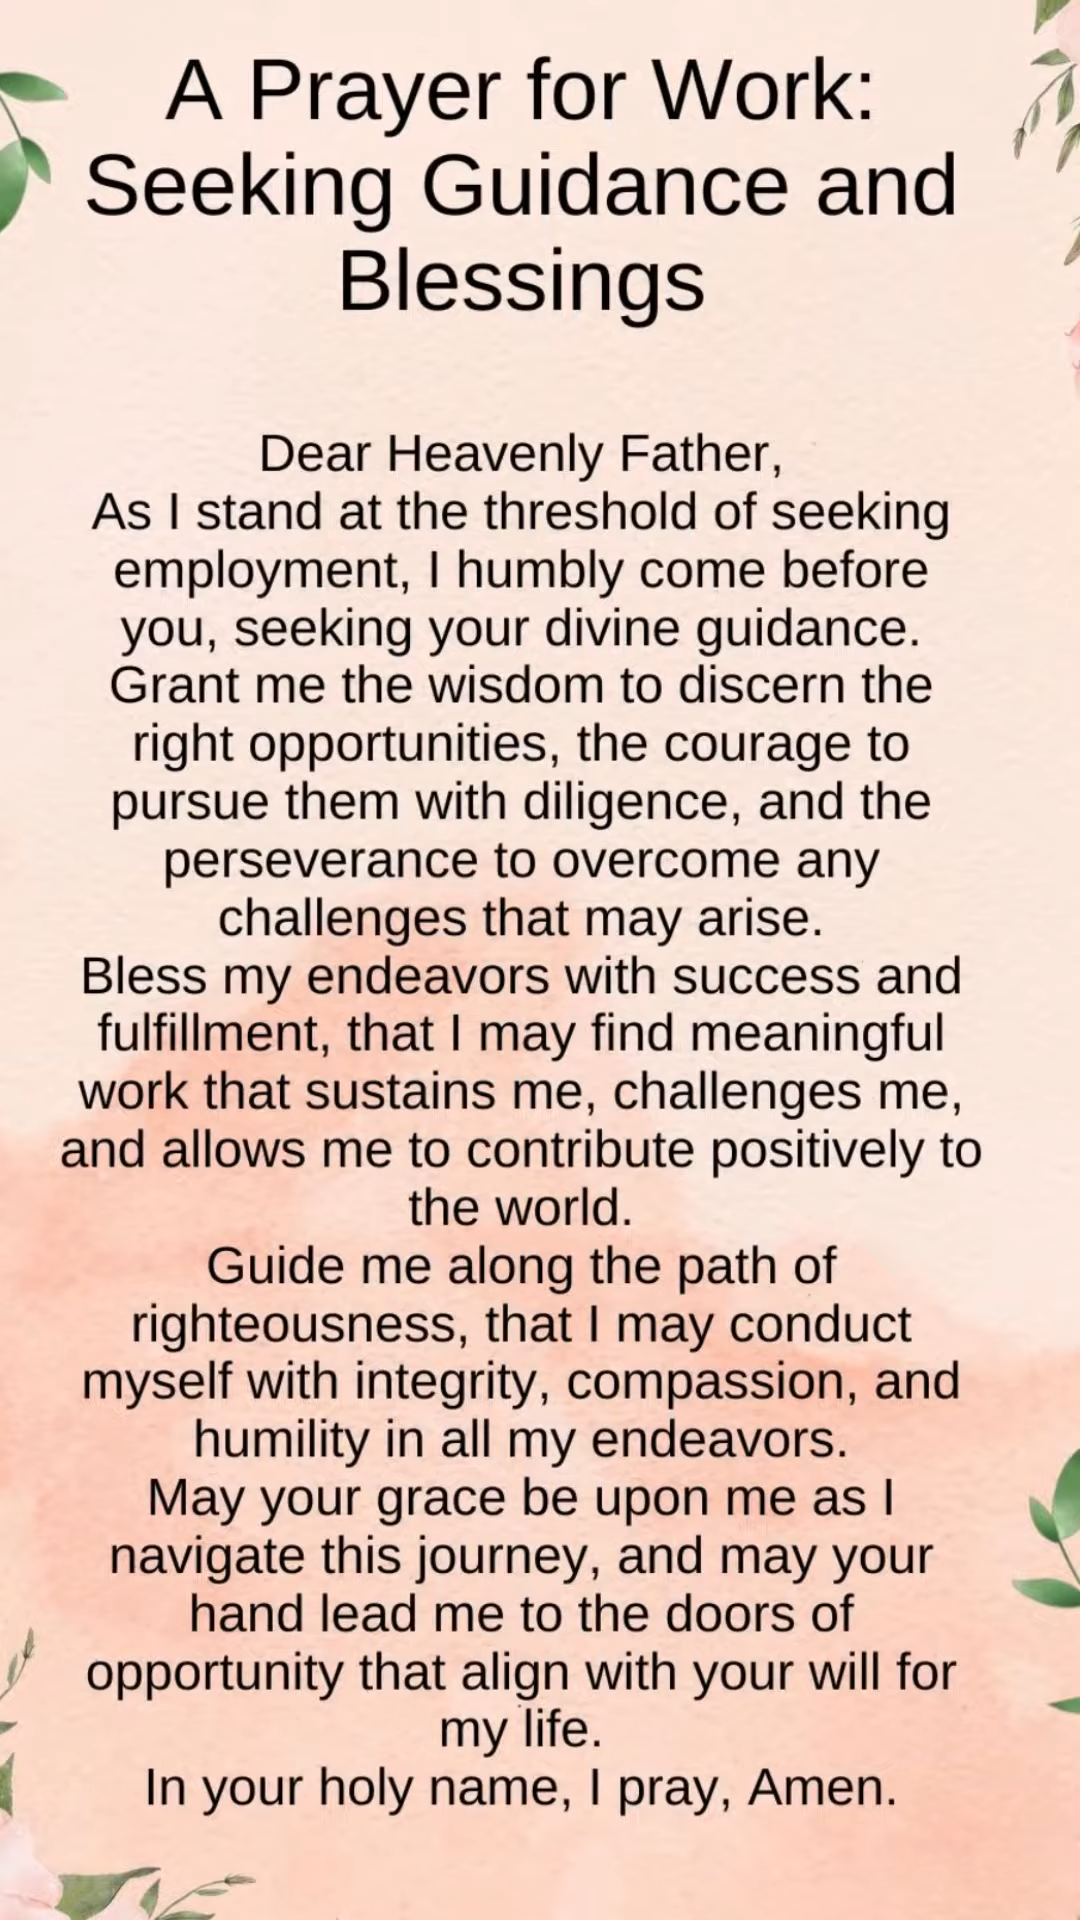 A Prayer for Work:
Seeking Guidance and
Blessings
Dear Heavenly Father,
As I stand at the threshold of seeking
employment, I humbly come before
you, seeking your divine guidance.
Grant me the wisdom to discern the
right opportunities, the courage to
pursue them with diligence, and the
perseverance to overcome any
challenges that may arise.
Bless my endeavors with success and
fulfillment, that I may find meaningful
work that sustains me, challenges me,
and allows me to contribute positively to
the world.
Guide me along the path of
righteousness, that I may conduct
myself with integrity, compassion, and
humility in all my endeavors.
May your grace be upon me as I
navigate this journey, and may your
hand lead me to the doors of
opportunity that align with your will for
my life.
In your holy name, I pray, Amen.